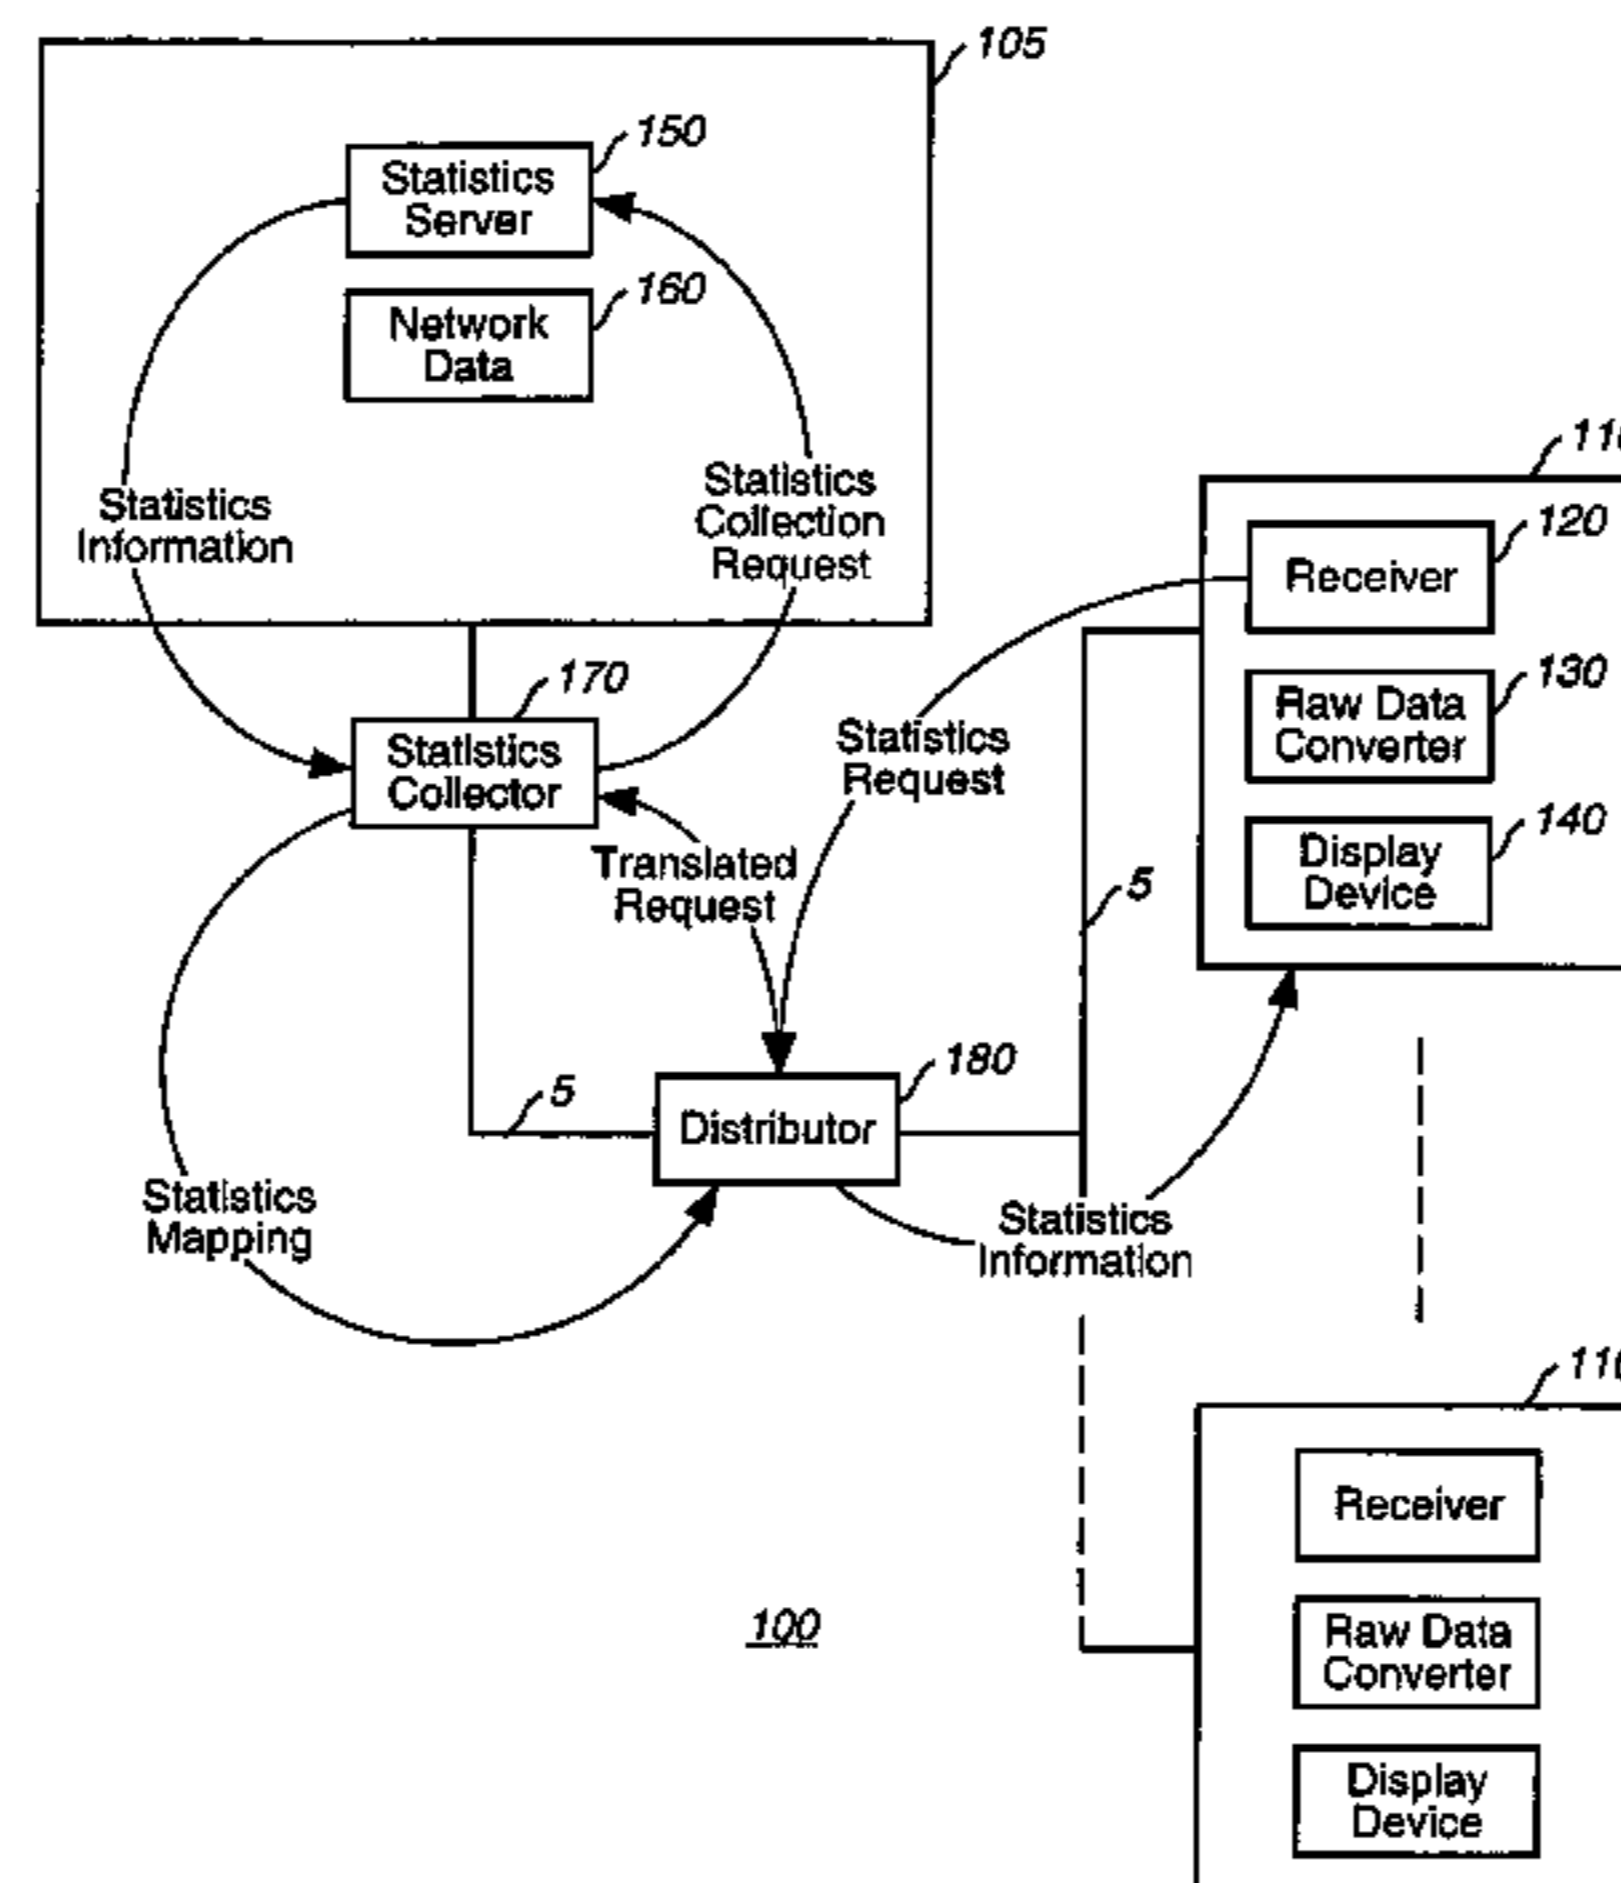 105
150
Statistics
Server
160
Network
Data
Statistics
Information
Statistics
Collection
Request
110
120
Receiver
130
Raw Data
Converter
140
Display
Device
170
Statistics
Collector
Statistics
Request
Translated
Request
5
180
Distributor
5
Statistics
Mapping
Statistics
Information
110
Receiver
Raw Data
Converter
Display
Device
100